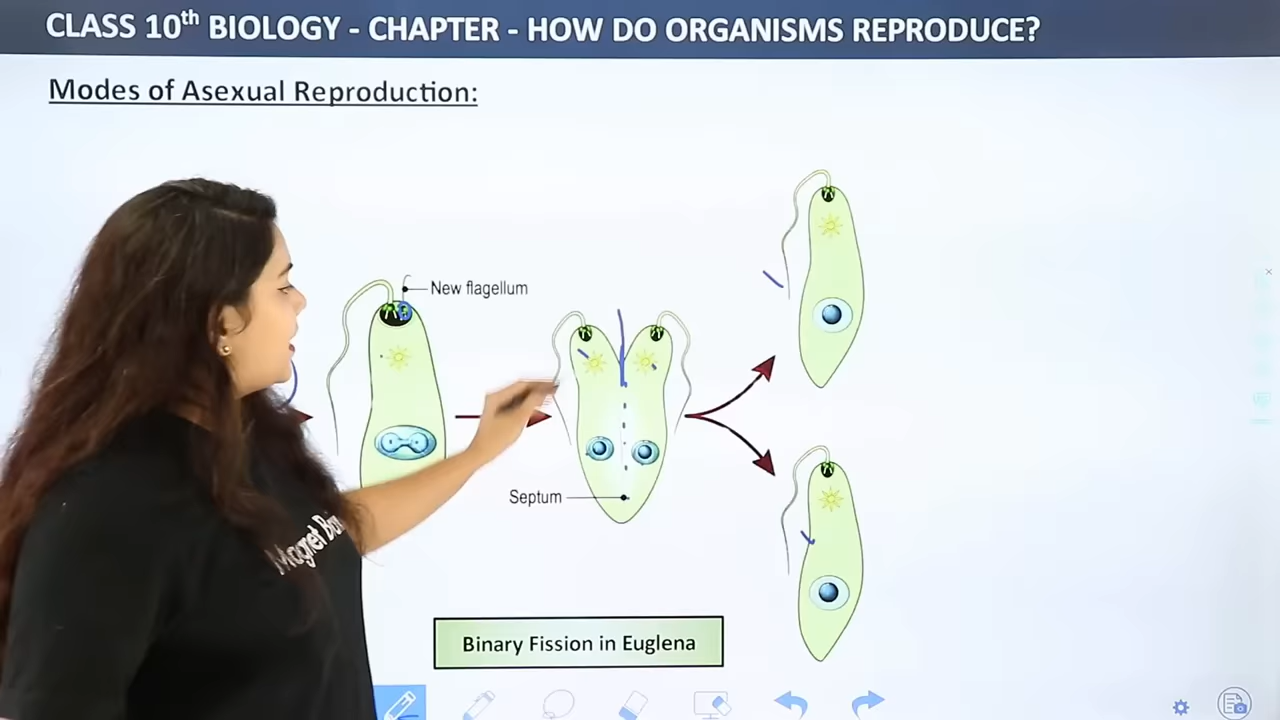 CLASS 10th BIOLOGY - CHAPTER - HOW DO ORGANISMS REPRODUCE?
Modes of Asexual Reproduction:
New flagellum
Septum
Magnet
Binary Fission in Euglena